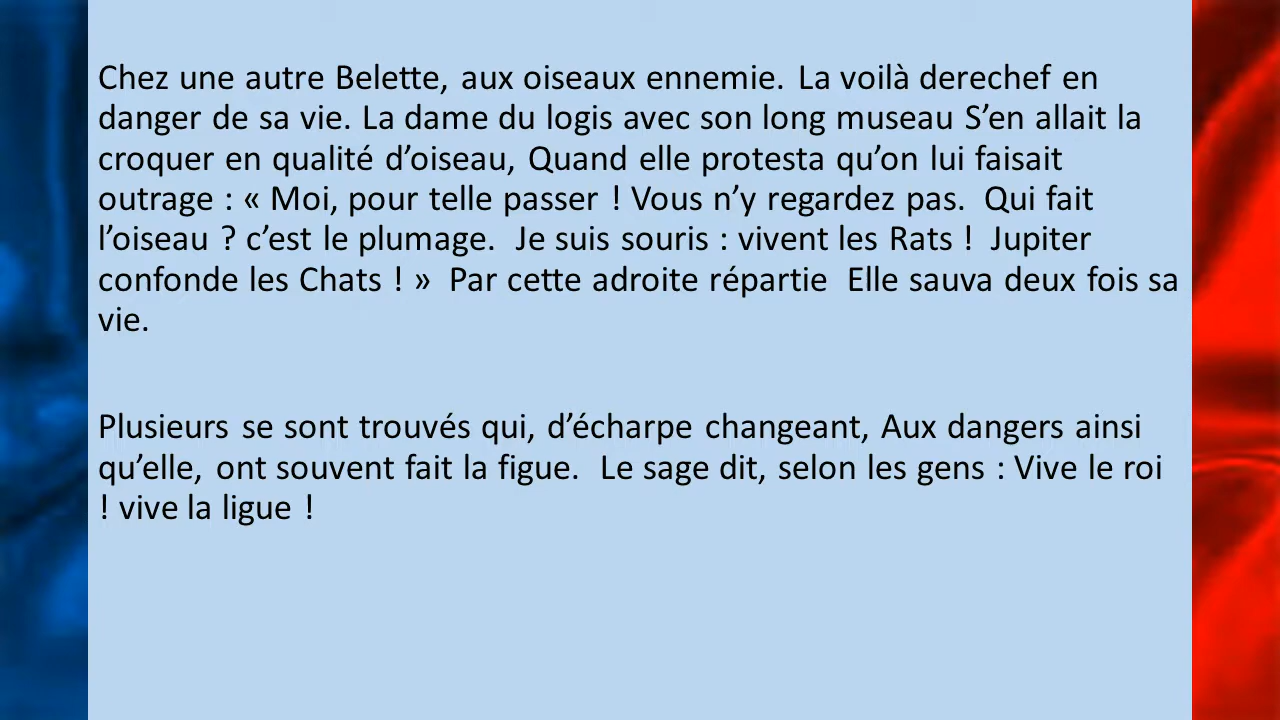 Chez une autre Belette, aux oiseaux ennemie. La voilà derechef en
danger de sa vie. La dame du logis avec son long museau S’en allait la
croquer en qualité d’oiseau, Quand elle protesta qu’on lui faisait
outrage : « Moi, pour telle passer ! Vous n’y regardez pas.  Qui fait
l’oiseau ? c’est le plumage.  Je suis souris : vivent les Rats !  Jupiter
confonde les Chats ! »  Par cette adroite répartie  Elle sauva deux fois sa
vie.
Plusieurs se sont trouvés qui, d’écharpe changeant, Aux dangers ainsi
qu’elle, ont souvent fait la figue.  Le sage dit, selon les gens : Vive le roi
! vive la ligue !